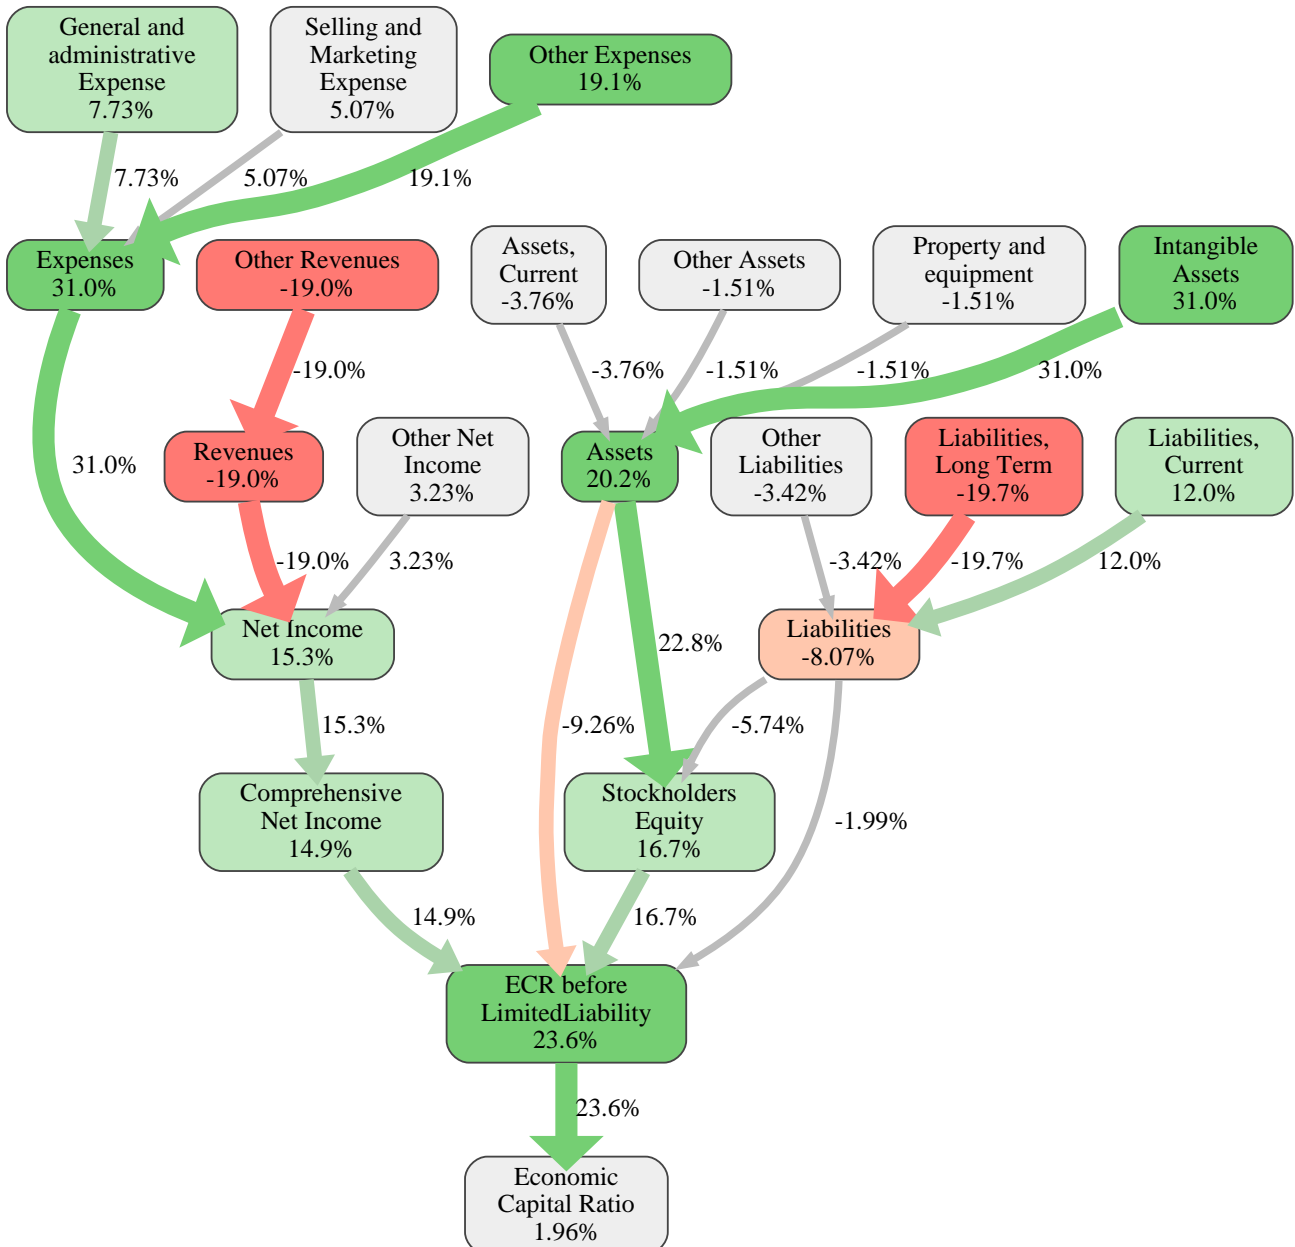 General and
administrative
Expense
7.73%
Selling and
Marketing
Expense
5.07%
Other Expenses
19.1%
7.73%
5.07%
19.1%
Expenses
31.0%
Other Revenues
-19.0%
Assets,
Current
-3.76%
Other Assets
-1.51%
Property and
equipment
-1.51%
Intangible
Assets
31.0%
-19.0%
-3.76%
-1.51%
-1.51%
31.0%
31.0%
Revenues
-19.0%
Other Net
Income
3.23%
Assets
20.2%
Other
Liabilities
-3.42%
Liabilities,
Long Term
-19.7%
Liabilities,
Current
12.0%
-19.0%
3.23%
-3.42%
-19.7%
12.0%
Net Income
15.3%
22.8%
Liabilities
-8.07%
15.3%
-9.26%
-5.74%
Comprehensive
Net Income
14.9%
Stockholders
Equity
16.7%
-1.99%
14.9%
16.7%
ECR before
LimitedLiability
23.6%
23.6%
Economic
Capital Ratio
1.96%